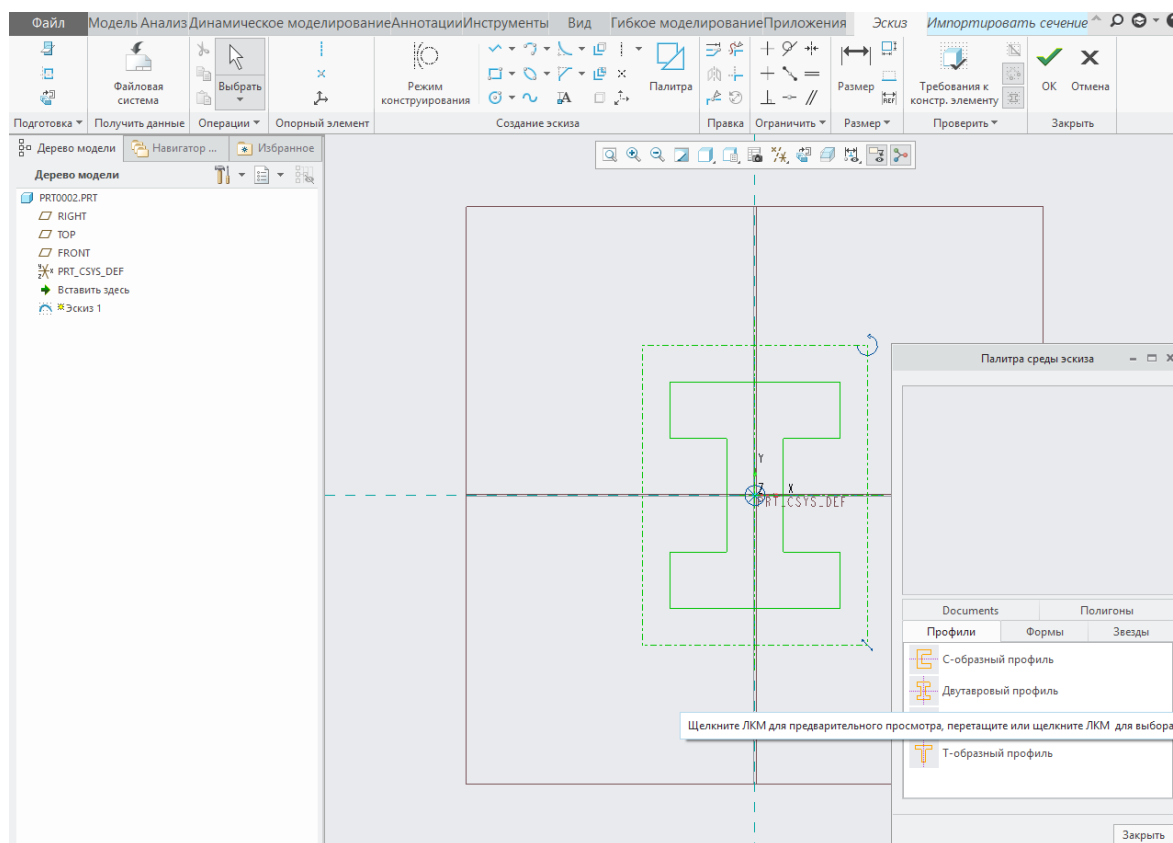 Файл Модель Анализ Динамическое моделирование Аннотации Инструменты Вид Гибкое моделирование Приложения Эскиз Импортировать сечение
Файловая система
Выбрать
Режим конструирования
Палитра
Размер
REF
Требования к констр. элементу
ОК
Отмена
Подготовка Получить данные Операции Опорный элемент Создание эскиза Правка Ограничить Размер Проверить Закрыть
Дерево модели Навигатор ... Избранное
Дерево модели
PRT0002.PRT
RIGHT
TOP
FRONT
PRT_CSYS_DEF
Вставить здесь
Эскиз 1
Y
Z X
PRT_CSYS_DEF
Палитра среды эскиза
Documents Полигоны
Профили Формы Звезды
С-образный профиль
Двутавровый профиль
Щелкните ЛКМ для предварительного просмотра, перетащите или щелкните ЛКМ для выбора
Т-образный профиль
Закрыть